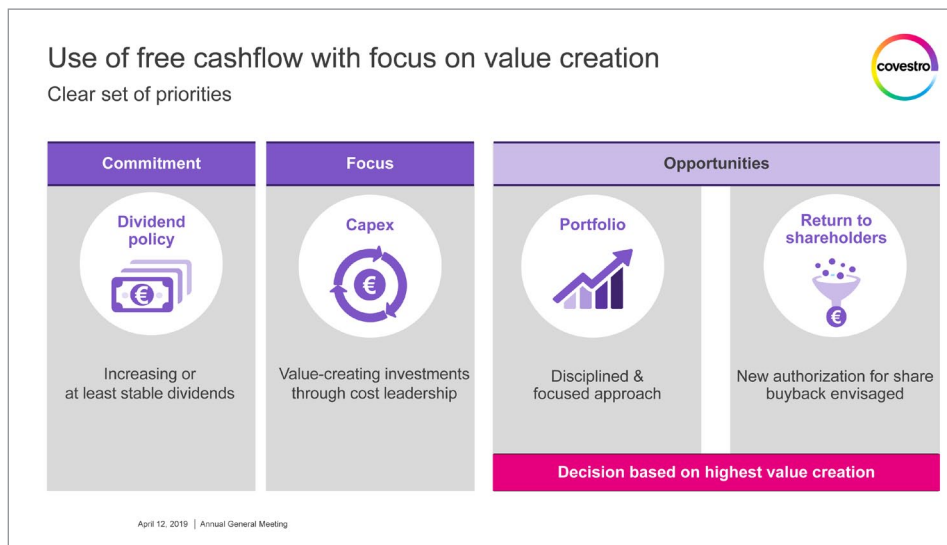 Use of free cashflow with focus on value creation
Clear set of priorities
covestro
Commitment
Focus
Opportunities
Dividend
policy
€
Increasing or
at least stable dividends
Capex
€
Value-creating investments
through cost leadership
Portfolio
Disciplined &
focused approach
Return to
shareholders
€
New authorization for share
buyback envisaged
Decision based on highest value creation
April 12, 2019 | Annual General Meeting